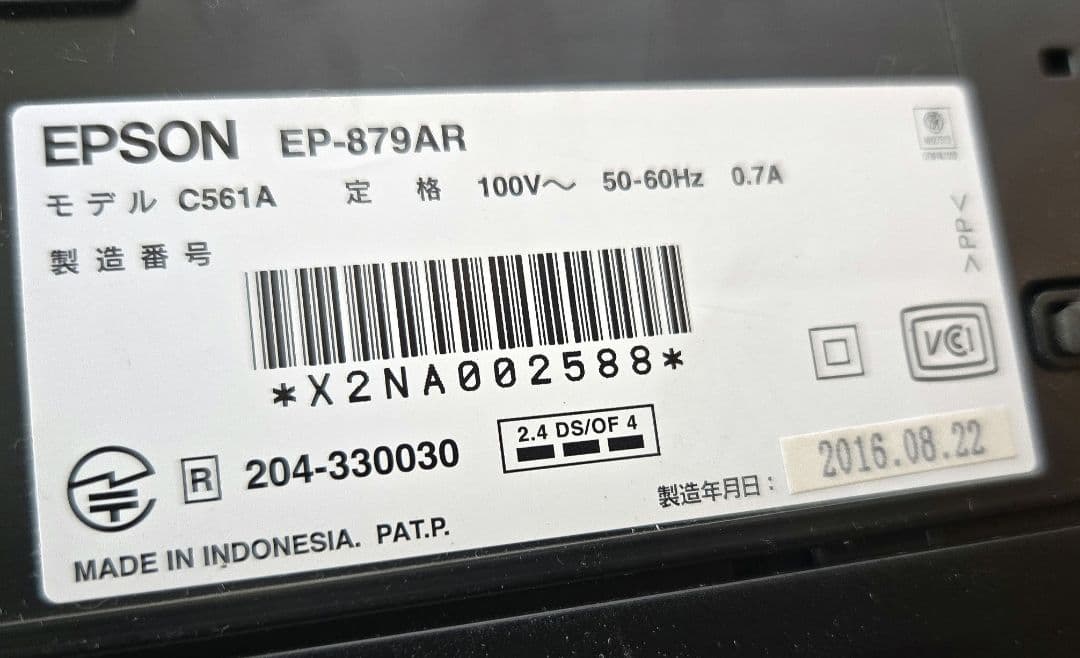 EPSON EP-879AR
モデル C561A 定格 100V～ 50-60Hz 0.7A
製造番号
*X2NA002588*
>PP<
VCI
R 204-330030 2.4 DS/OF 4
製造年月日： 2016.08.22
MADE IN INDONESIA. PAT.P.